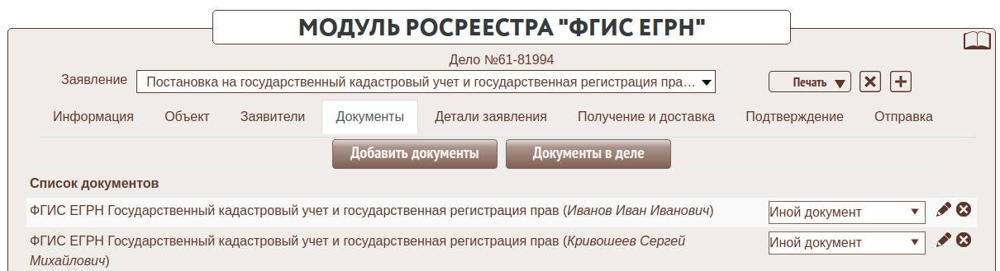 МОДУЛЬ РОСРЕЕСТРА "ФГИС ЕГРН"
Дело №61-81994
Заявление Постановка на государственный кадастровый учет и государственная регистрация пра… Печать
Информация Объект Заявители Документы Детали заявления Получение и доставка Подтверждение Отправка
Добавить документы Документы в деле
Список документов
ФГИС ЕГРН Государственный кадастровый учет и государственная регистрация прав (Иванов Иван Иванович) Иной документ
ФГИС ЕГРН Государственный кадастровый учет и государственная регистрация прав (Кривошеев Сергей Иной документ
Михайлович)